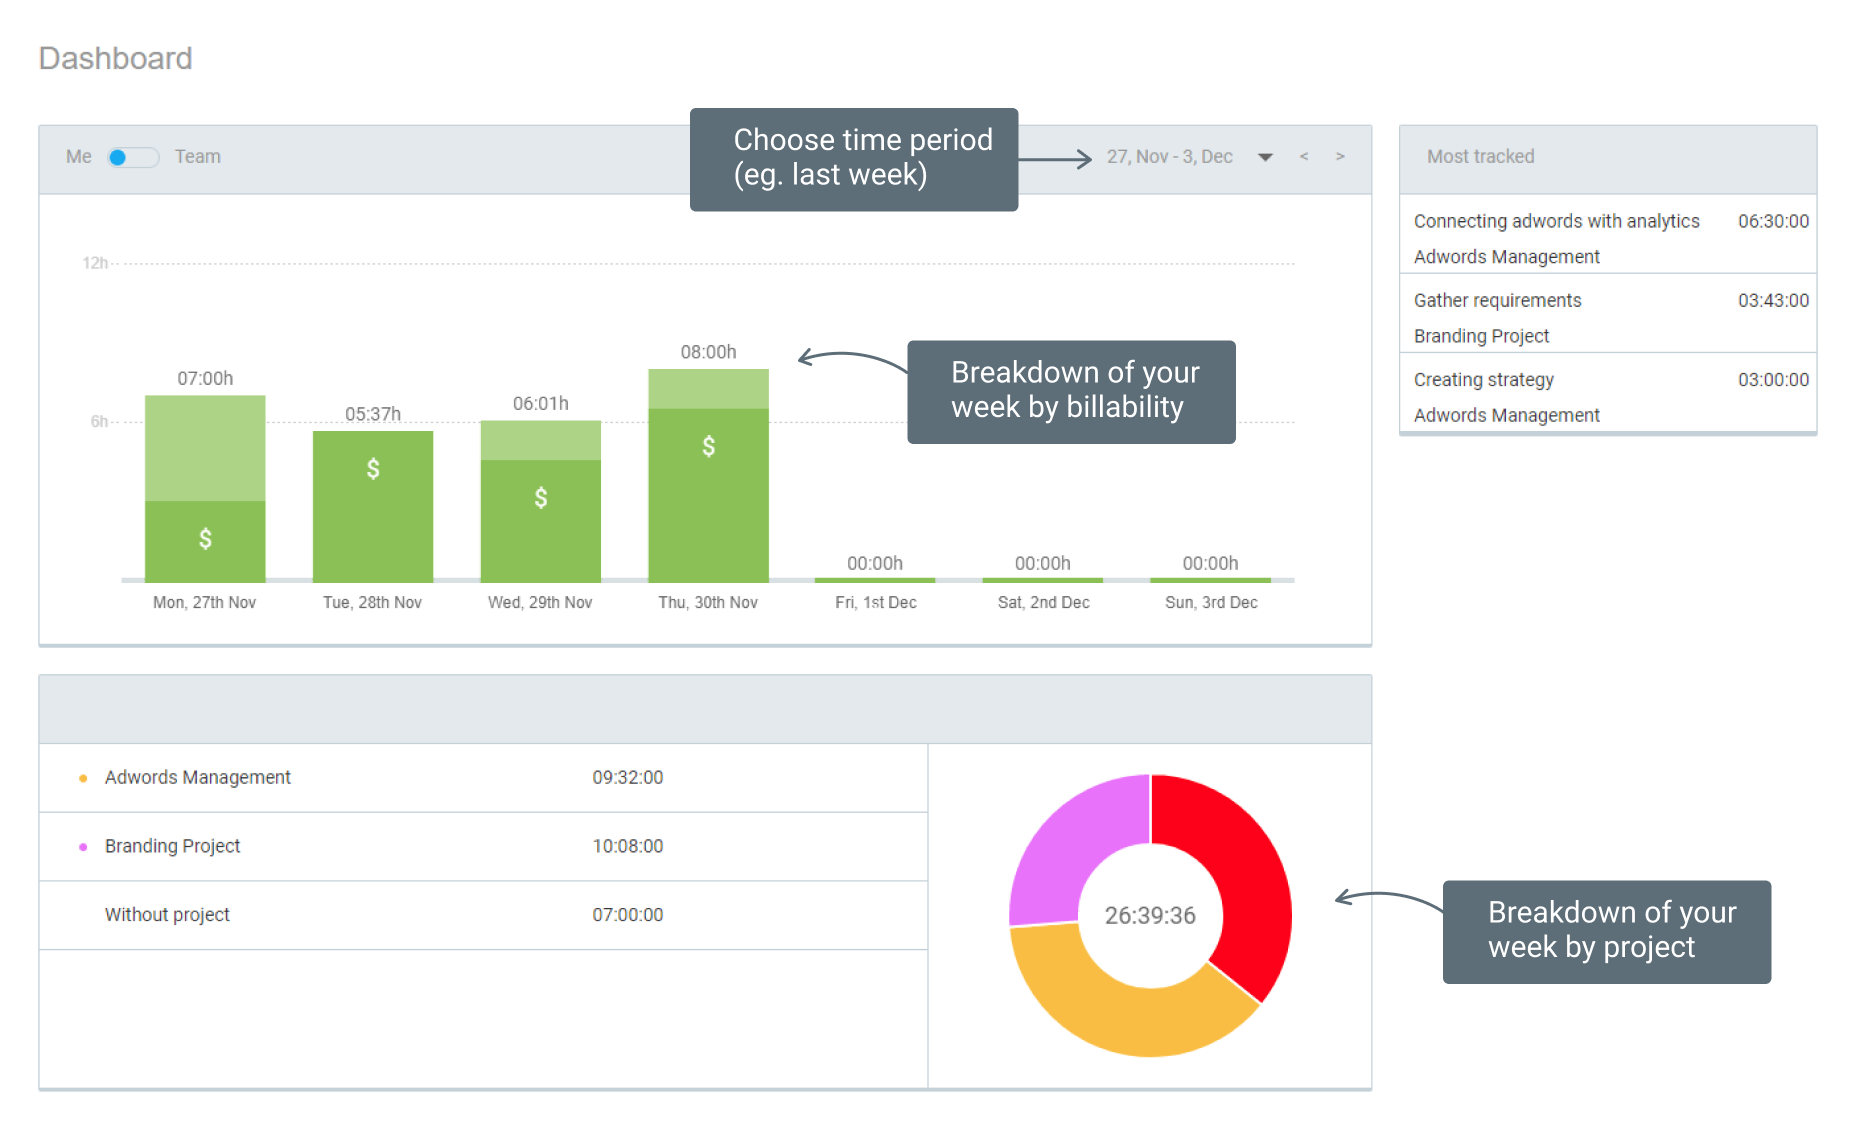 Dashboard
Me Team
Choose time period
(eg. last week)
27, Nov - 3, Dec < >
12h
6h
07:00h
05:37h
06:01h
08:00h
00:00h
00:00h
00:00h
$
$
$
$
Breakdown of your
week by billability
Mon, 27th Nov
Tue, 28th Nov
Wed, 29th Nov
Thu, 30th Nov
Fri, 1st Dec
Sat, 2nd Dec
Sun, 3rd Dec
Most tracked
Connecting adwords with analytics 06:30:00
Adwords Management
Gather requirements 03:43:00
Branding Project
Creating strategy 03:00:00
Adwords Management
Adwords Management 09:32:00
Branding Project 10:08:00
Without project 07:00:00
26:39:36
Breakdown of your
week by project